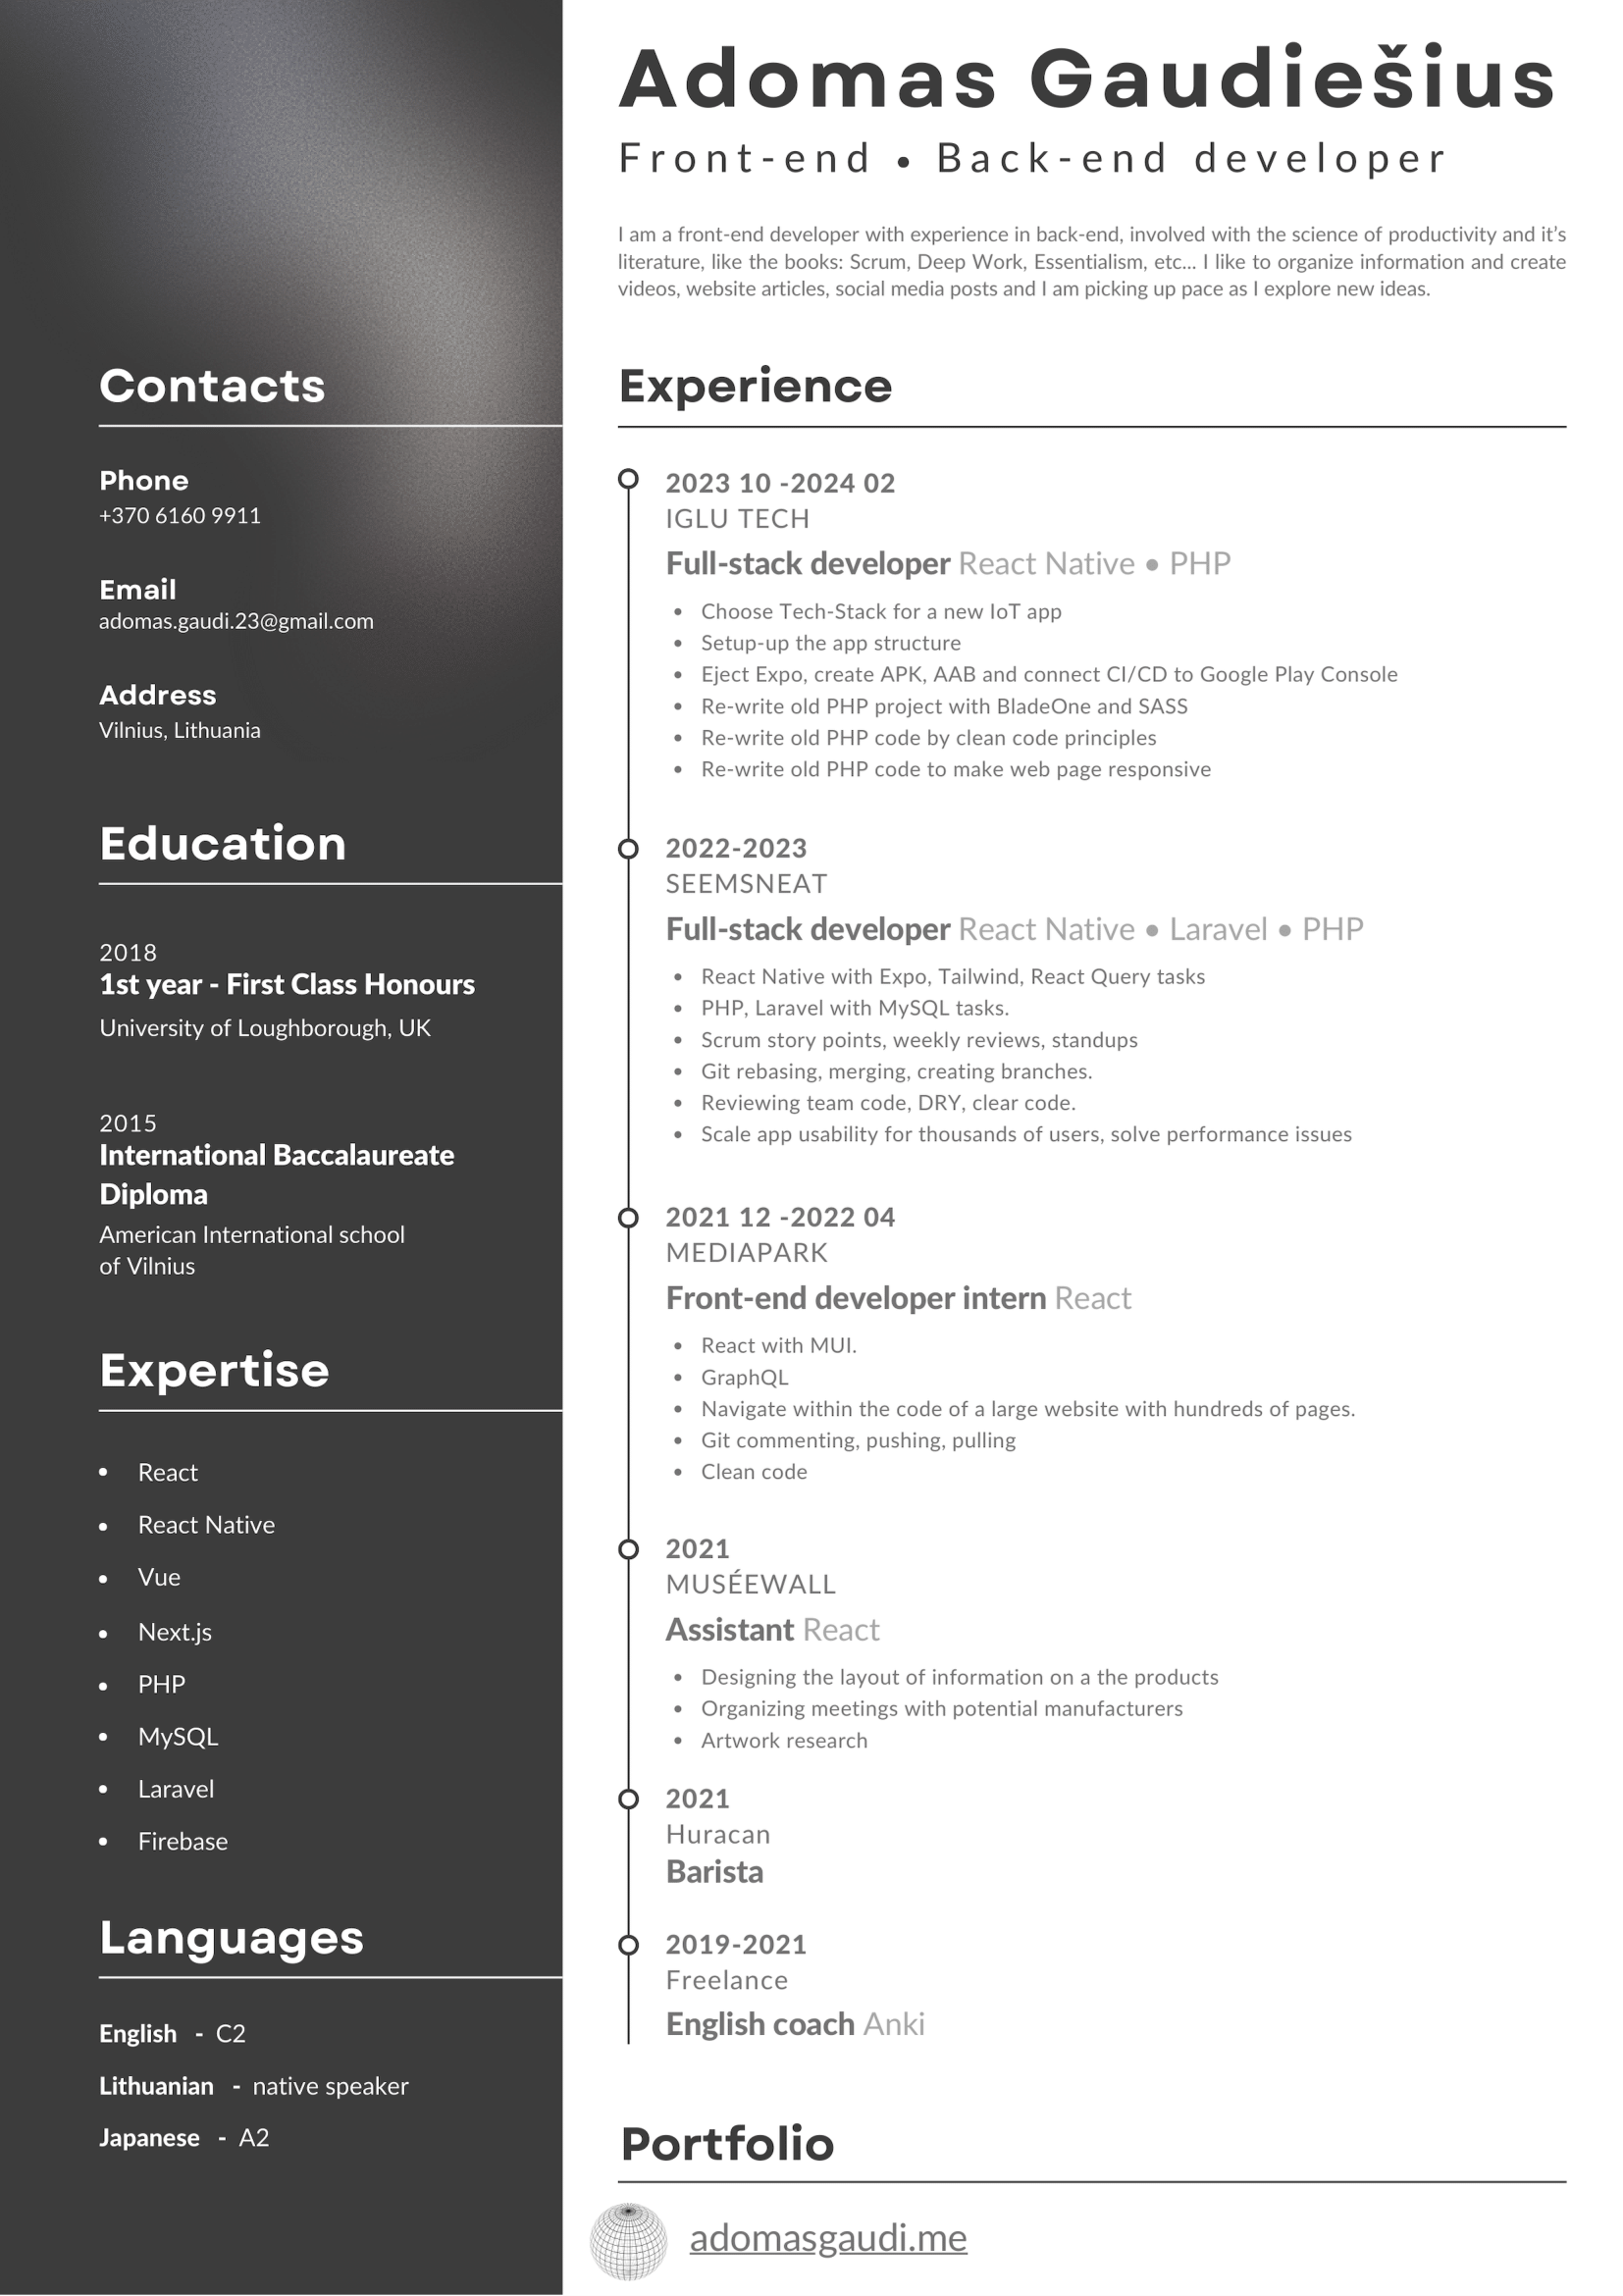 Adomas Gaudiešius
Front-end • Back-end developer
I am a front-end developer with experience in back-end, involved with the science of productivity and it's
literature, like the books: Scrum, Deep Work, Essentialism, etc... I like to organize information and create
videos, website articles, social media posts and I am picking up pace as I explore new ideas.
Contacts
Phone
+370 6160 9911
Email
adomas.gaudi.23@gmail.com
Address
Vilnius, Lithuania
Education
2018
1st year - First Class Honours
University of Loughborough, UK
2015
International Baccalaureate
Diploma
American International school
of Vilnius
Expertise
• React
• React Native
• Vue
• Next.js
• PHP
• MySQL
• Laravel
• Firebase
Languages
English - C2
Lithuanian - native speaker
Japanese - A2
Experience
2023 10 -2024 02
IGLU TECH
Full-stack developer React Native • PHP
• Choose Tech-Stack for a new IoT app
• Setup-up the app structure
• Eject Expo, create APK, AAB and connect CI/CD to Google Play Console
• Re-write old PHP project with BladeOne and SASS
• Re-write old PHP code by clean code principles
• Re-write old PHP code to make web page responsive
2022-2023
SEEMSNEAT
Full-stack developer React Native • Laravel • PHP
• React Native with Expo, Tailwind, React Query tasks
• PHP, Laravel with MySQL tasks.
• Scrum story points, weekly reviews, standups
• Git rebasing, merging, creating branches.
• Reviewing team code, DRY, clear code.
• Scale app usability for thousands of users, solve performance issues
2021 12 -2022 04
MEDIAPARK
Front-end developer intern React
• React with MUI.
• GraphQL
• Navigate within the code of a large website with hundreds of pages.
• Git commenting, pushing, pulling
• Clean code
2021
MUSÉEWALL
Assistant React
• Designing the layout of information on a the products
• Organizing meetings with potential manufacturers
• Artwork research
2021
Huracan
Barista
2019-2021
Freelance
English coach Anki
Portfolio
adomasgaudi.me